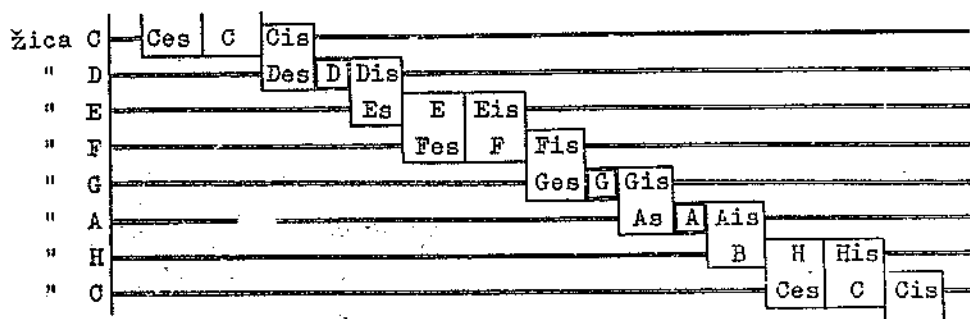 žica C Ces C Cis
" D Des D Dis
" E Es E Eis
" F Fes F Fis
" G Ges G Gis
" A As A Ais
" H B H His
" C Ces C Cis